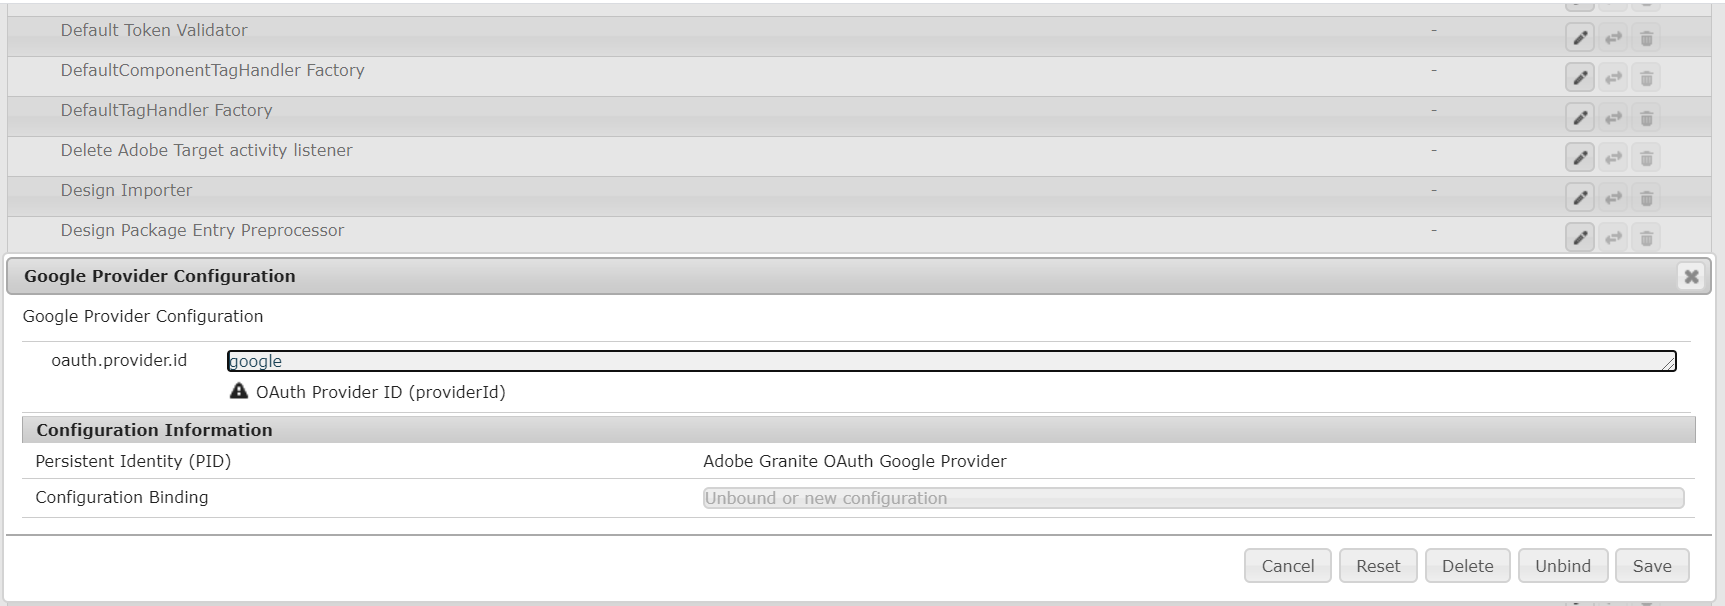 Default Token Validator -
DefaultComponentTagHandler Factory -
DefaultTagHandler Factory -
Delete Adobe Target activity listener -
Design Importer -
Design Package Entry Preprocessor -
Google Provider Configuration
Google Provider Configuration
oauth.provider.id google
OAuth Provider ID (providerId)
Configuration Information
Persistent Identity (PID) Adobe Granite OAuth Google Provider
Configuration Binding Unbound or new configuration
Cancel Reset Delete Unbind Save